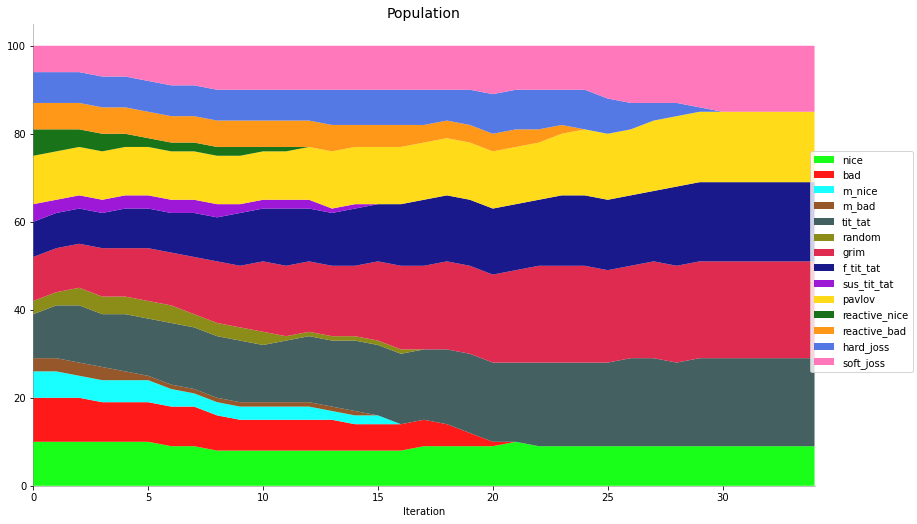 Population
100
80
60
40
20
0
0 5 10 15 20 25 30
Iteration
nice
bad
m_nice
m_bad
tit_tat
random
grim
f_tit_tat
sus_tit_tat
pavlov
reactive_nice
reactive_bad
hard_joss
soft_joss